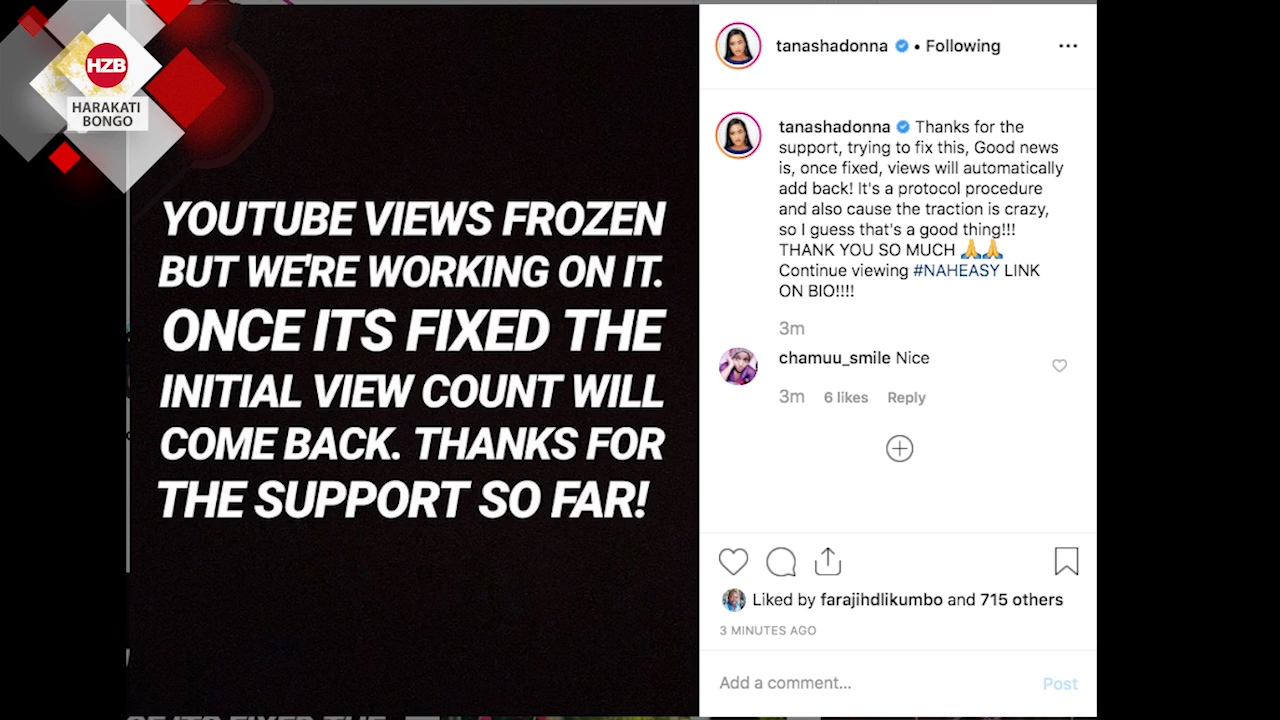 HZB
HARAKATI
BONGO
YOUTUBE VIEWS FROZEN
BUT WE'RE WORKING ON IT.
ONCE ITS FIXED THE
INITIAL VIEW COUNT WILL
COME BACK. THANKS FOR
THE SUPPORT SO FAR!
tanashadonna • Following
tanashadonna Thanks for the
support, trying to fix this, Good news
is, once fixed, views will automatically
add back! It's a protocol procedure
and also cause the traction is crazy,
so I guess that's a good thing!!!
THANK YOU SO MUCH 🙏🙏
Continue viewing #NAHEASY LINK
ON BIO!!!!
3m
chamuu_smile Nice
3m 6 likes Reply
Liked by farajihdlikumbo and 715 others
3 MINUTES AGO
Add a comment... Post